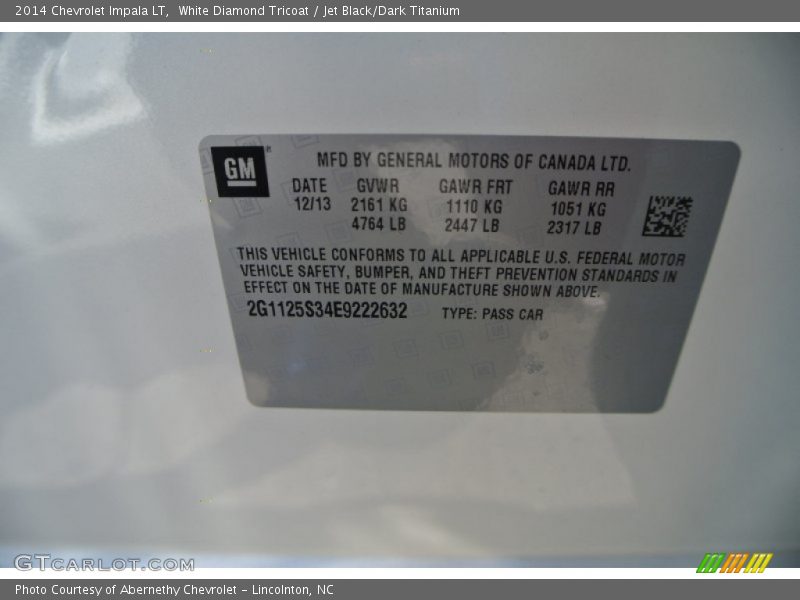 2014 Chevrolet Impala LT, White Diamond Tricoat / Jet Black/Dark Titanium
GM
MFD BY GENERAL MOTORS OF CANADA LTD.
DATE GVWR GAWR FRT GAWR RR
12/13 2161 KG 1110 KG 1051 KG
4764 LB 2447 LB 2317 LB
THIS VEHICLE CONFORMS TO ALL APPLICABLE U.S. FEDERAL MOTOR
VEHICLE SAFETY, BUMPER, AND THEFT PREVENTION STANDARDS IN
EFFECT ON THE DATE OF MANUFACTURE SHOWN ABOVE.
2G1125S34E9222632 TYPE: PASS CAR
GTCARLOT.COM
Photo Courtesy of Abernethy Chevrolet – Lincolnton, NC